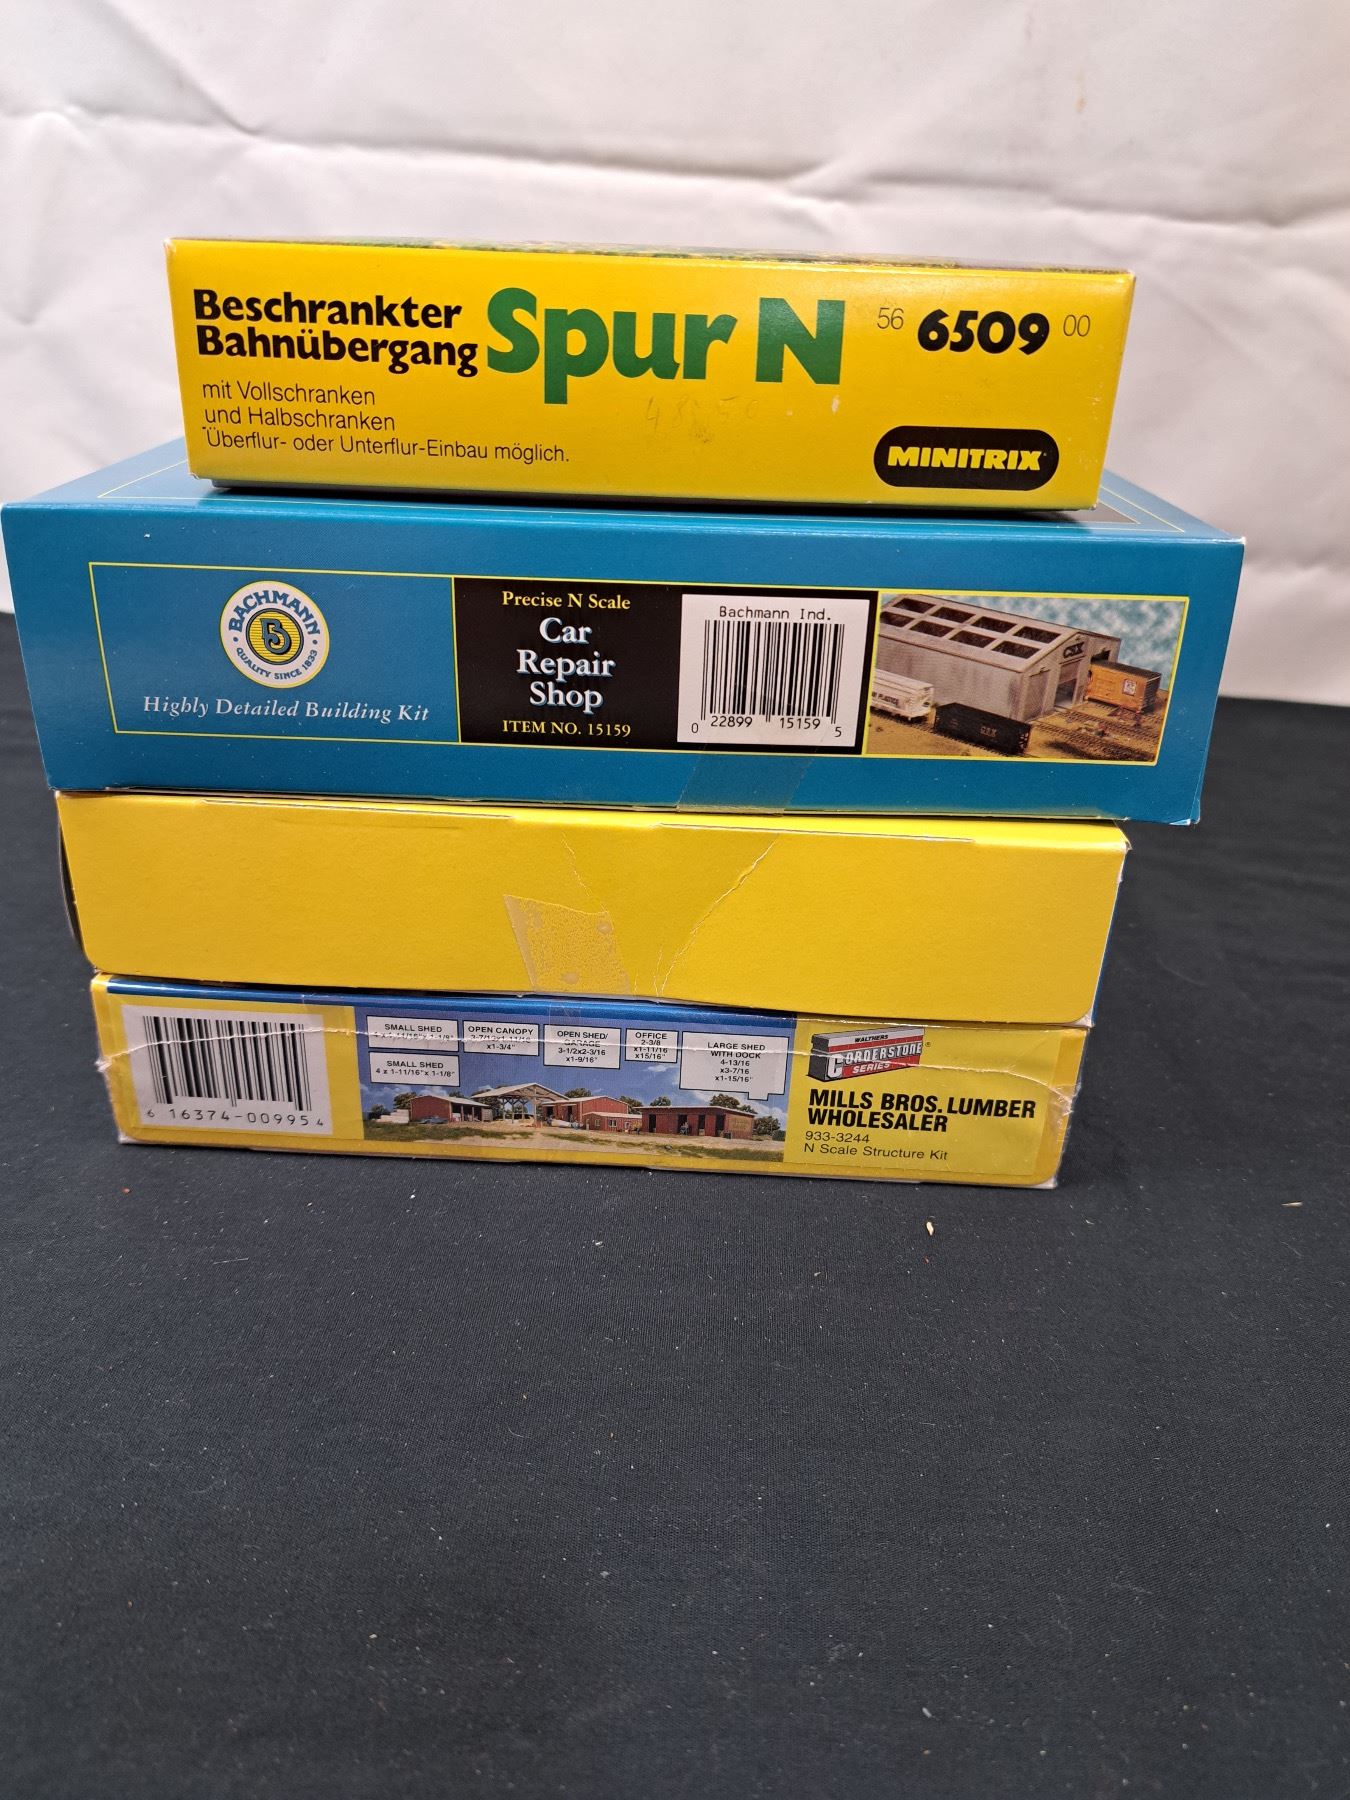 Beschrankter
Bahnübergang
Spur N
56 6509 00
mit Vollschranken
und Halbschranken
Überflur- oder Unterflur-Einbau möglich.
MINITRIX
BACHMANN
B
QUALITY SINCE 1833
Highly Detailed Building Kit
Precise N Scale
Car
Repair
Shop
ITEM NO. 15159
Bachmann Ind.
0 22899 15159 5
CSX
SMALL SHED
SMALL SHED
4 x 1-11/16"x 1-1/8"
OPEN CANOPY
x1-3/4"
OPEN SHED/
GARAGE
3-1/2x2-3/16
x1-9/16"
OFFICE
2-3/8
x1-11/16
x15/16"
LARGE SHED
WITH DOCK
4-13/16
x3-7/16
x1-15/16"
6 16374-00995 4
WALTHERS
CORNERSTONE
SERIES®
MILLS BROS. LUMBER
WHOLESALER
933-3244
N Scale Structure Kit